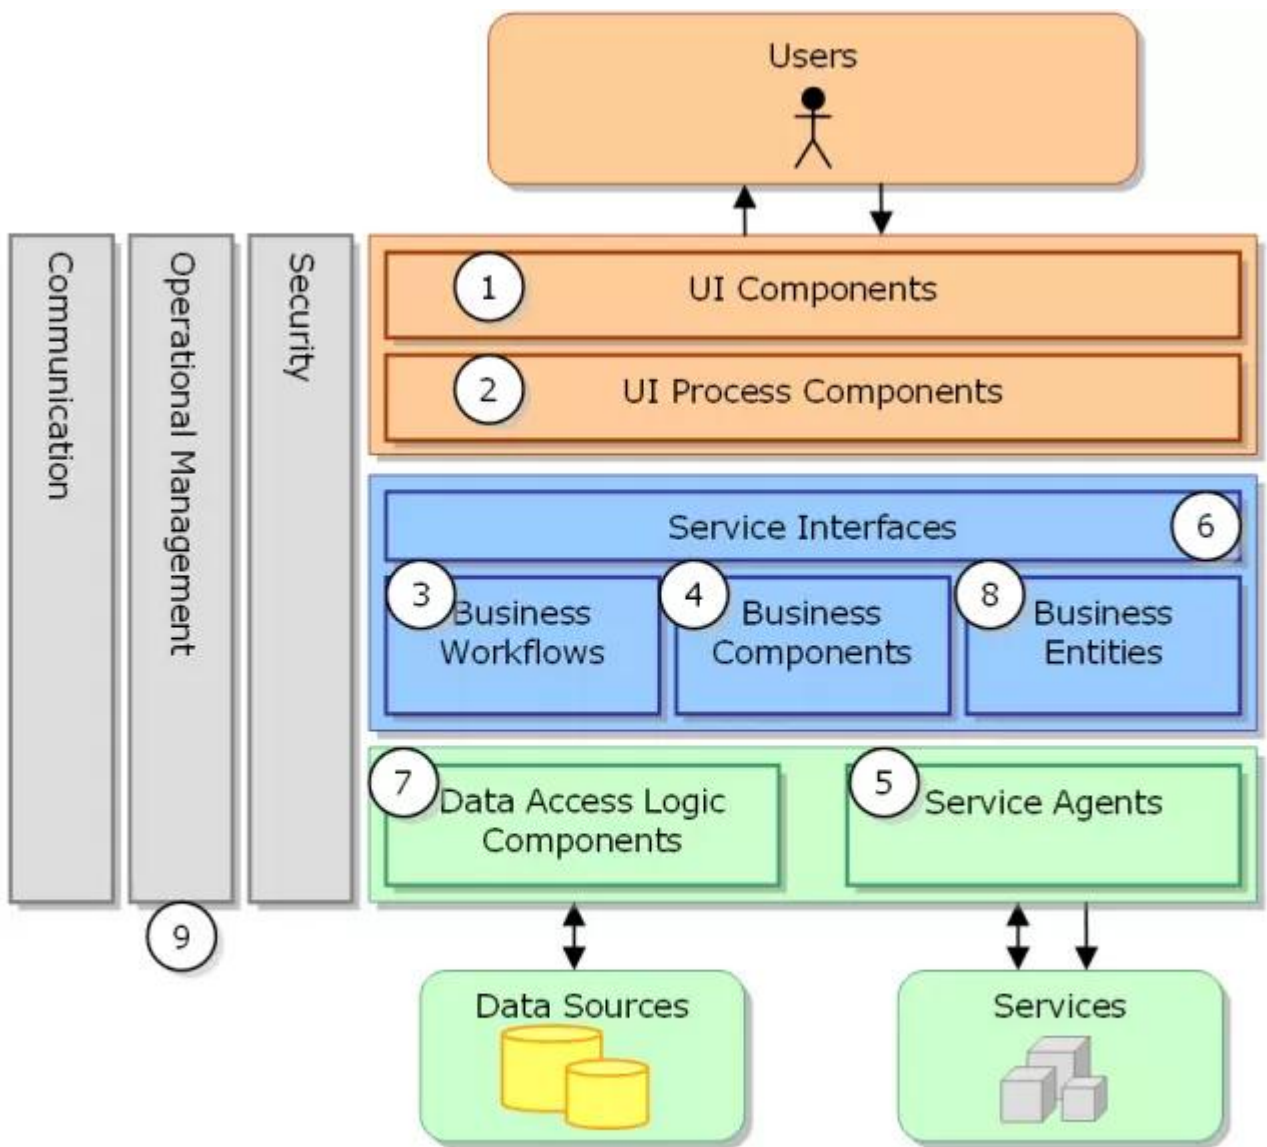 Users
Communication
Operational Management
Security
1
UI Components
2
UI Process Components
Service Interfaces
6
3
Business
Workflows
4
Business
Components
8
Business
Entities
7
Data Access Logic
Components
5
Service Agents
9
Data Sources
Services